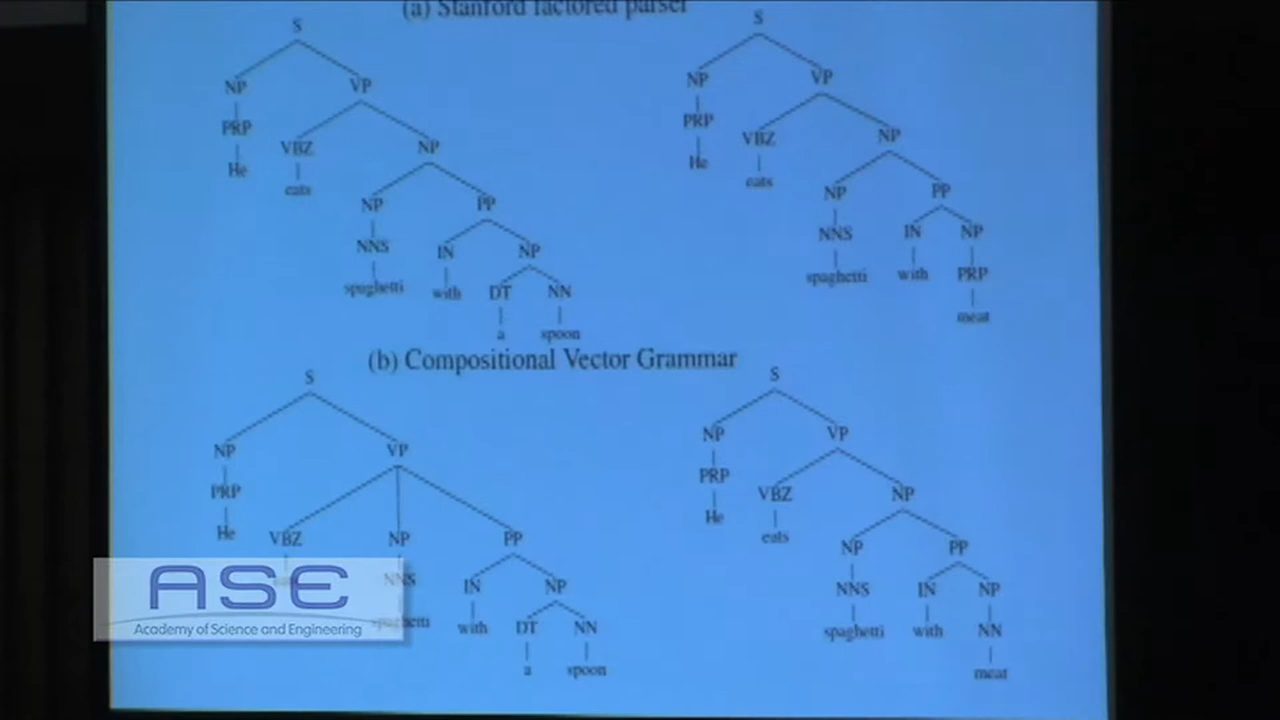 (a) Stanford factored parser
S S
NP VP NP VP
PRP VBZ NP PRP VBZ NP
He eats NP PP He eats NP PP
NNS IN NP NNS IN NP
spaghetti with DT NN spaghetti with PRP
a spoon meat
(b) Compositional Vector Grammar
S S
NP VP NP VP
PRP PRP VBZ NP
He VBZ NP PP He eats NP PP
NNS IN NP NNS IN NP
with DT NN spaghetti with NN
a spoon meat
ASE
Academy of Science and Engineering